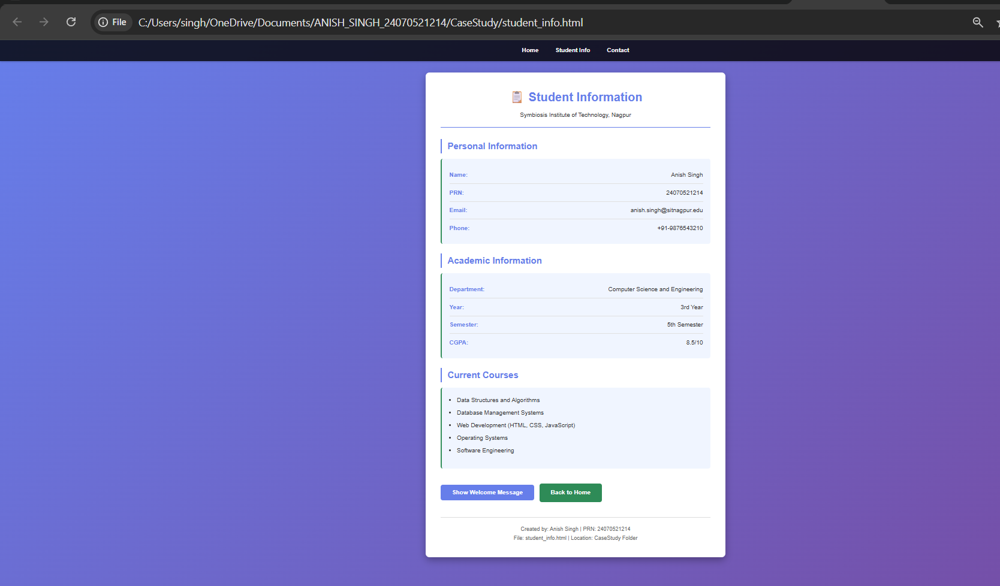 File C:/Users/singh/OneDrive/Documents/ANISH_SINGH_24070521214/CaseStudy/student_info.html
Home Student Info Contact
Student Information
Symbiosis Institute of Technology, Nagpur
Personal Information
Name: Anish Singh
PRN: 24070521214
Email: anish.singh@sitnagpur.edu
Phone: +91-9876543210
Academic Information
Department: Computer Science and Engineering
Year: 3rd Year
Semester: 5th Semester
CGPA: 8.5/10
Current Courses
• Data Structures and Algorithms
• Database Management Systems
• Web Development (HTML, CSS, JavaScript)
• Operating Systems
• Software Engineering
Show Welcome Message Back to Home
Created by: Anish Singh | PRN: 24070521214
File: student_info.html | Location: CaseStudy Folder